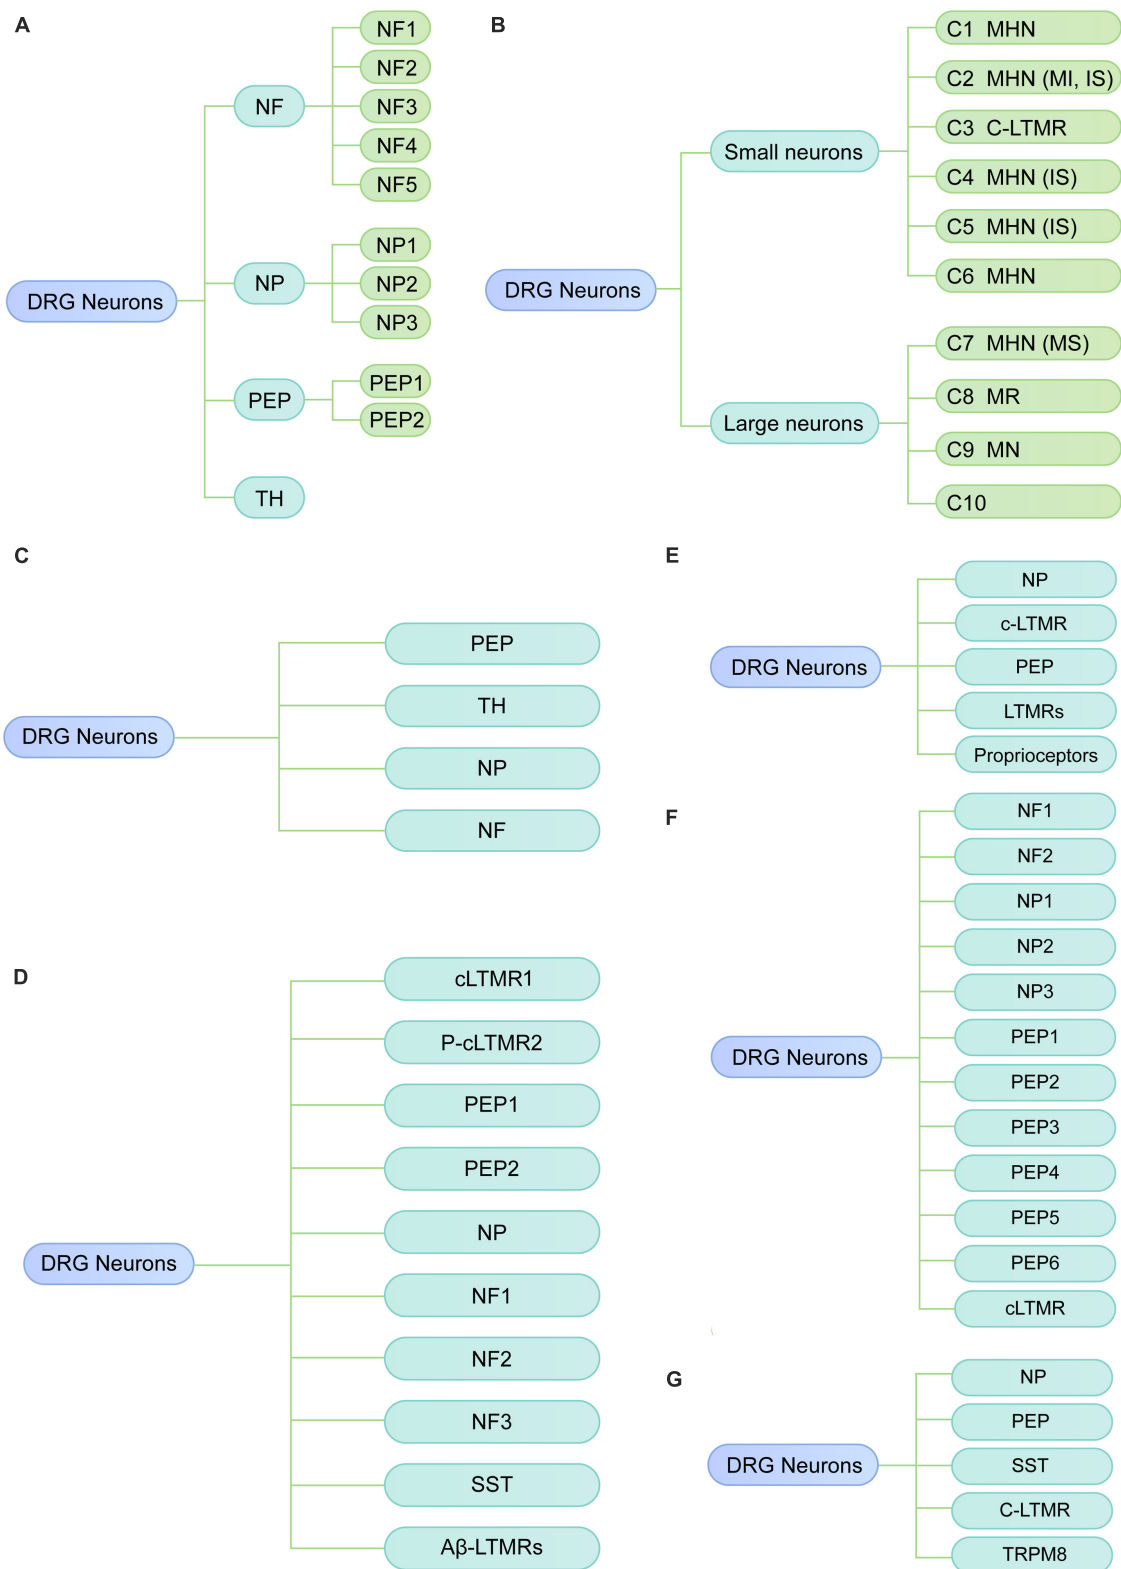 A
NF1
NF2
NF
NF3
NF4
NF5
NP1
NP
NP2
DRG Neurons
NP3
PEP1
PEP
PEP2
TH
B
C1 MHN
C2 MHN (MI, IS)
C3 C-LTMR
Small neurons
C4 MHN (IS)
C5 MHN (IS)
C6 MHN
DRG Neurons
C7 MHN (MS)
C8 MR
Large neurons
C9 MN
C10
C
PEP
TH
DRG Neurons
NP
NF
D
cLTMR1
P-cLTMR2
PEP1
PEP2
NP
DRG Neurons
NF1
NF2
NF3
SST
Aβ-LTMRs
E
NP
c-LTMR
DRG Neurons
PEP
LTMRs
Proprioceptors
F
NF1
NF2
NP1
NP2
NP3
PEP1
DRG Neurons
PEP2
PEP3
PEP4
PEP5
PEP6
cLTMR
G
NP
PEP
DRG Neurons
SST
C-LTMR
TRPM8